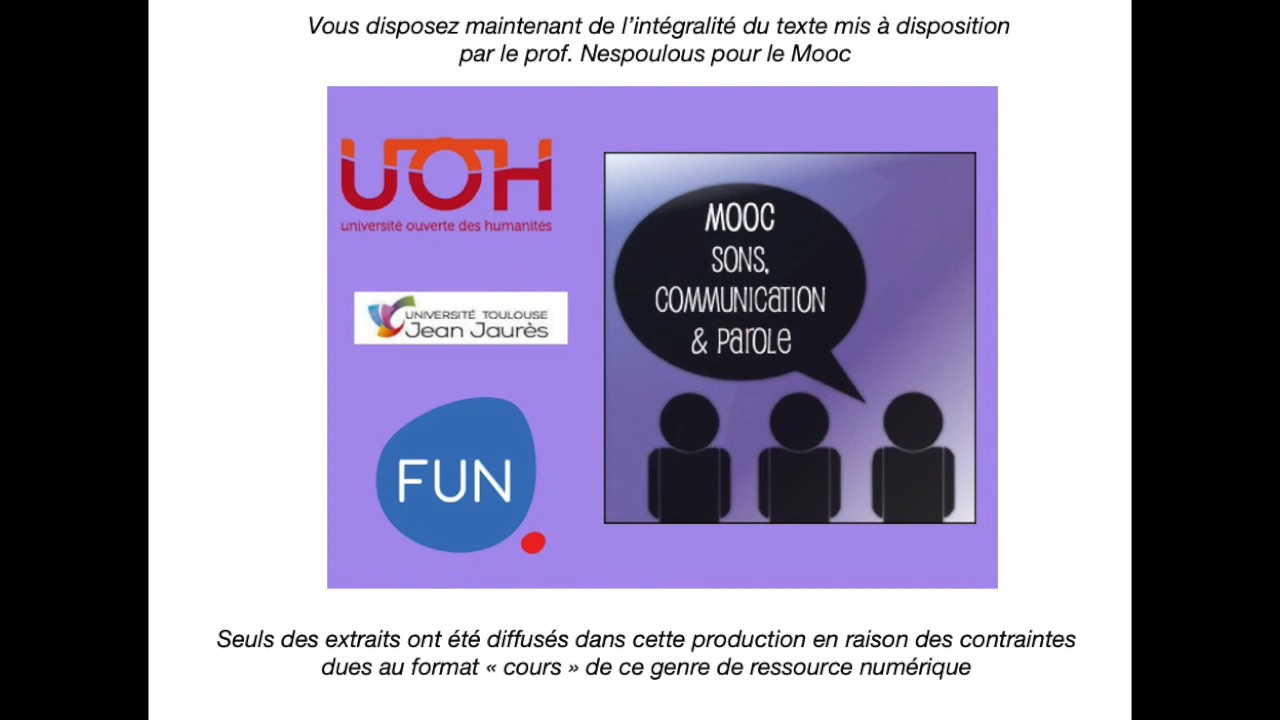 Vous disposez maintenant de l’intégralité du texte mis à disposition
par le prof. Nespoulous pour le Mooc
UOH
université ouverte des humanités
UNIVERSITÉ TOULOUSE
Jean Jaurès
FUN
MOOC
SONS,
COMMUNICATION
& PAROLE
Seuls des extraits ont été diffusés dans cette production en raison des contraintes
dues au format « cours » de ce genre de ressource numérique